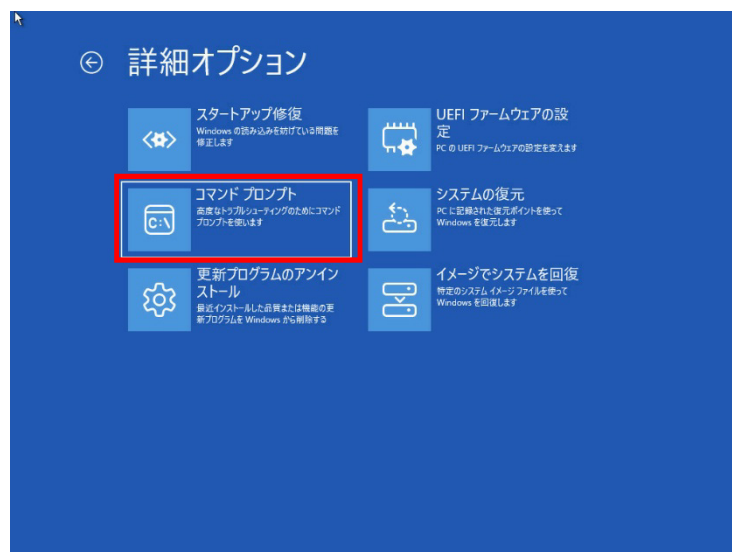 詳細オプション
スタートアップ修復
Windows の読み込みを妨げている問題を
修正します
コマンド プロンプト
高度なトラブルシューティングのためにコマンド
プロンプトを使います
更新プログラムのアンイン
ストール
最近インストールした品質または機能の更
新プログラムを Windows から削除する
UEFI ファームウェアの設
定
PC の UEFI ファームウェアの設定を変えます
システムの復元
PC に記録された復元ポイントを使って
Windows を復元します
イメージでシステムを回復
特定のシステム イメージ ファイルを使って
Windows を回復します
C:\